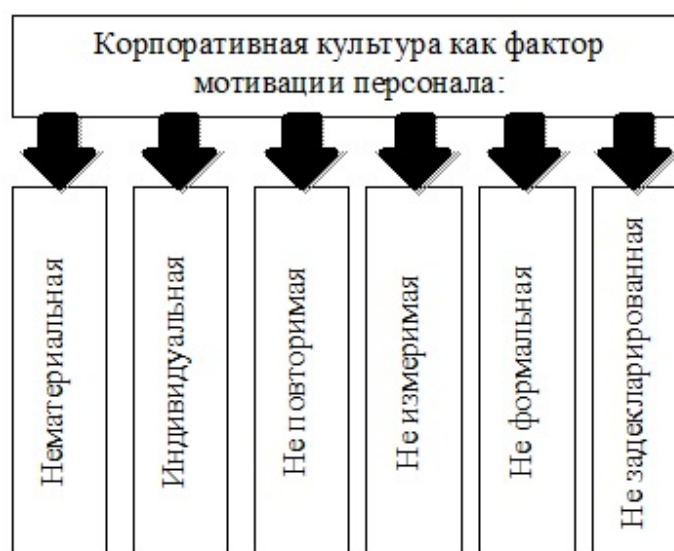 Корпоративная культура как фактор
мотивации персонала:
Нематериальная
Индивидуальная
Не повторимая
Не измеримая
Не формальная
Не задекларированная